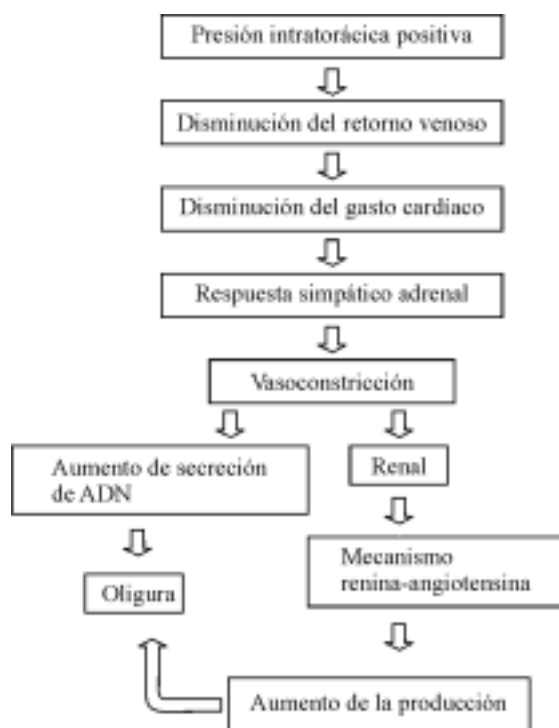 Presión intratorácica positiva
Disminución del retorno venoso
Disminución del gasto cardíaco
Respuesta simpático adrenal
Vasoconstricción
Aumento de secreción
de ADN
Renal
Mecanismo
renina-angiotensina
Oligura
Aumento de la producción